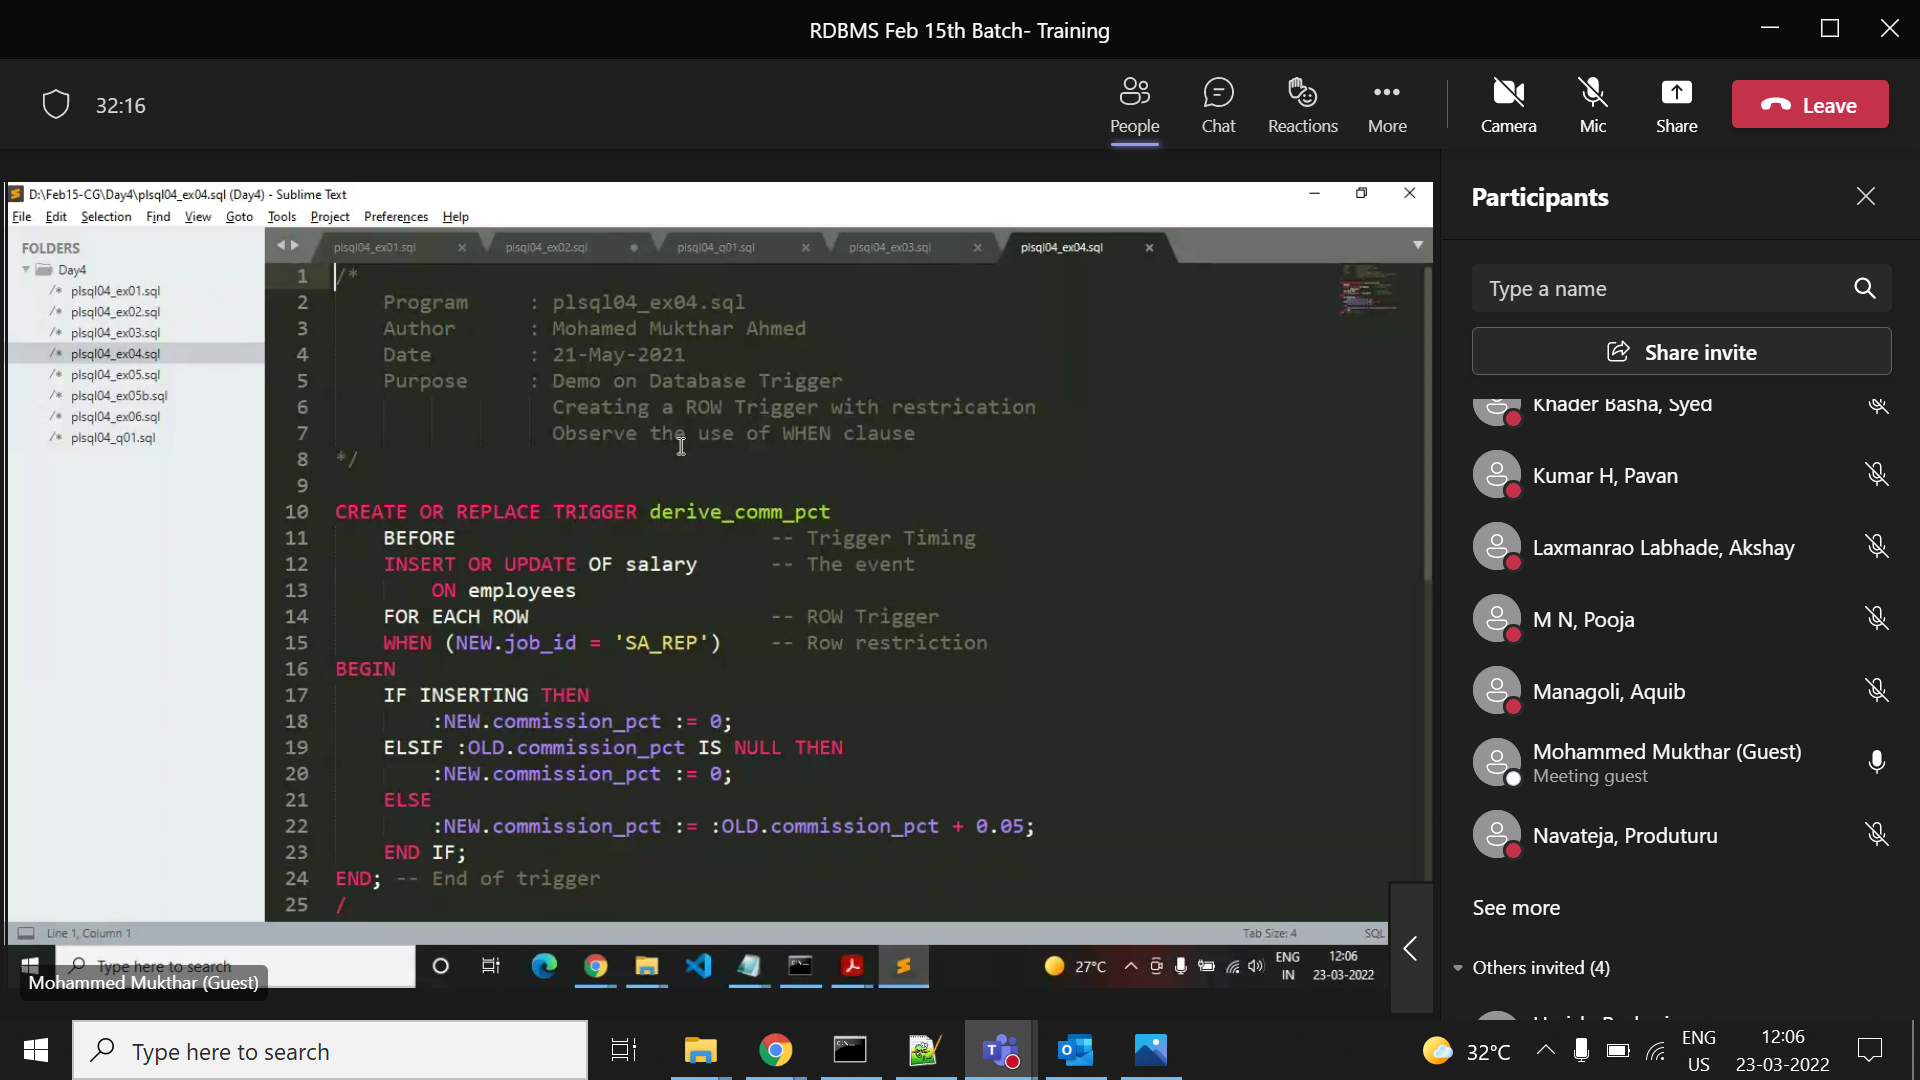 RDBMS Feb 15th Batch- Training
32:16
People
Chat
Reactions
More
Camera
Mic
Share
Leave
D:\Feb15-CG\Day4\plsql04_ex04.sql (Day4) - Sublime Text
File Edit Selection Find View Goto Tools Project Preferences Help
FOLDERS
Day4
/* plsql04_ex01.sql
/* plsql04_ex02.sql
/* plsql04_ex03.sql
/* plsql04_ex04.sql
/* plsql04_ex05.sql
/* plsql04_ex05b.sql
/* plsql04_ex06.sql
/* plsql04_q01.sql
plsql04_ex01.sql
plsql04_ex02.sql
plsql04_q01.sql
plsql04_ex03.sql
plsql04_ex04.sql
1 /*
2 Program : plsql04_ex04.sql
3 Author : Mohamed Mukthar Ahmed
4 Date : 21-May-2021
5 Purpose : Demo on Database Trigger
6 Creating a ROW Trigger with restrication
7 Observe the use of WHEN clause
8 */
9
10 CREATE OR REPLACE TRIGGER derive_comm_pct
11 BEFORE -- Trigger Timing
12 INSERT OR UPDATE OF salary -- The event
13 ON employees
14 FOR EACH ROW -- ROW Trigger
15 WHEN (NEW.job_id = 'SA_REP') -- Row restriction
16 BEGIN
17 IF INSERTING THEN
18 :NEW.commission_pct := 0;
19 ELSIF :OLD.commission_pct IS NULL THEN
20 :NEW.commission_pct := 0;
21 ELSE
22 :NEW.commission_pct := :OLD.commission_pct + 0.05;
23 END IF;
24 END; -- End of trigger
25 /
Line 1, Column 1
Tab Size: 4
SQL
Type here to search
Mohammed Mukthar (Guest)
27°C
ENG
IN
12:06
23-03-2022
Participants
Type a name
Share invite
Khader Basha, Syed
Kumar H, Pavan
Laxmanrao Labhade, Akshay
M N, Pooja
Managoli, Aquib
Mohammed Mukthar (Guest)
Meeting guest
Navateja, Produturu
See more
Others invited (4)
Type here to search
32°C
ENG
US
12:06
23-03-2022